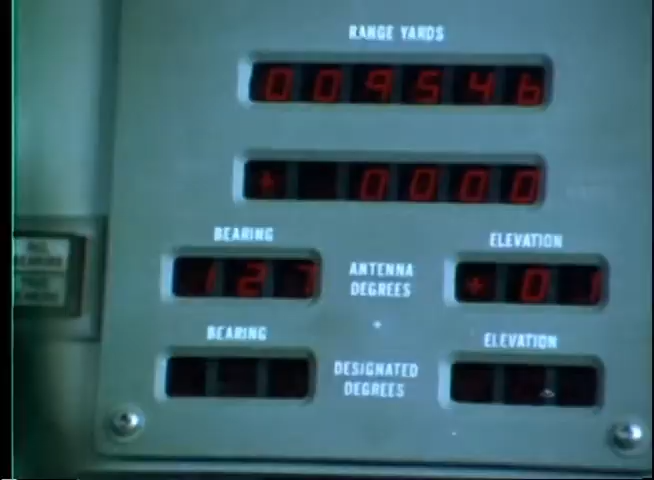 RANGE YARDS
009546
+ 0000
BEARING
ELEVATION
127
ANTENNA
DEGREES
+01
BEARING
ELEVATION
DESIGNATED
DEGREES